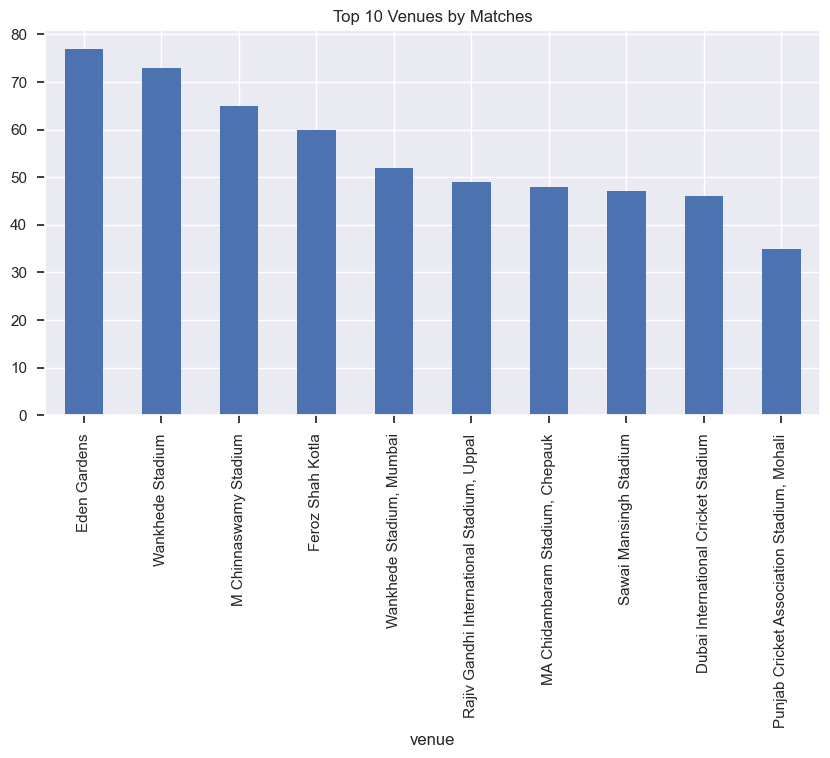 Top 10 Venues by Matches
80
70
60
50
40
30
20
10
0
Eden Gardens
Wankhede Stadium
M Chinnaswamy Stadium
Feroz Shah Kotla
Wankhede Stadium, Mumbai
Rajiv Gandhi International Stadium, Uppal
MA Chidambaram Stadium, Chepauk
Sawai Mansingh Stadium
Dubai International Cricket Stadium
Punjab Cricket Association Stadium, Mohali
venue